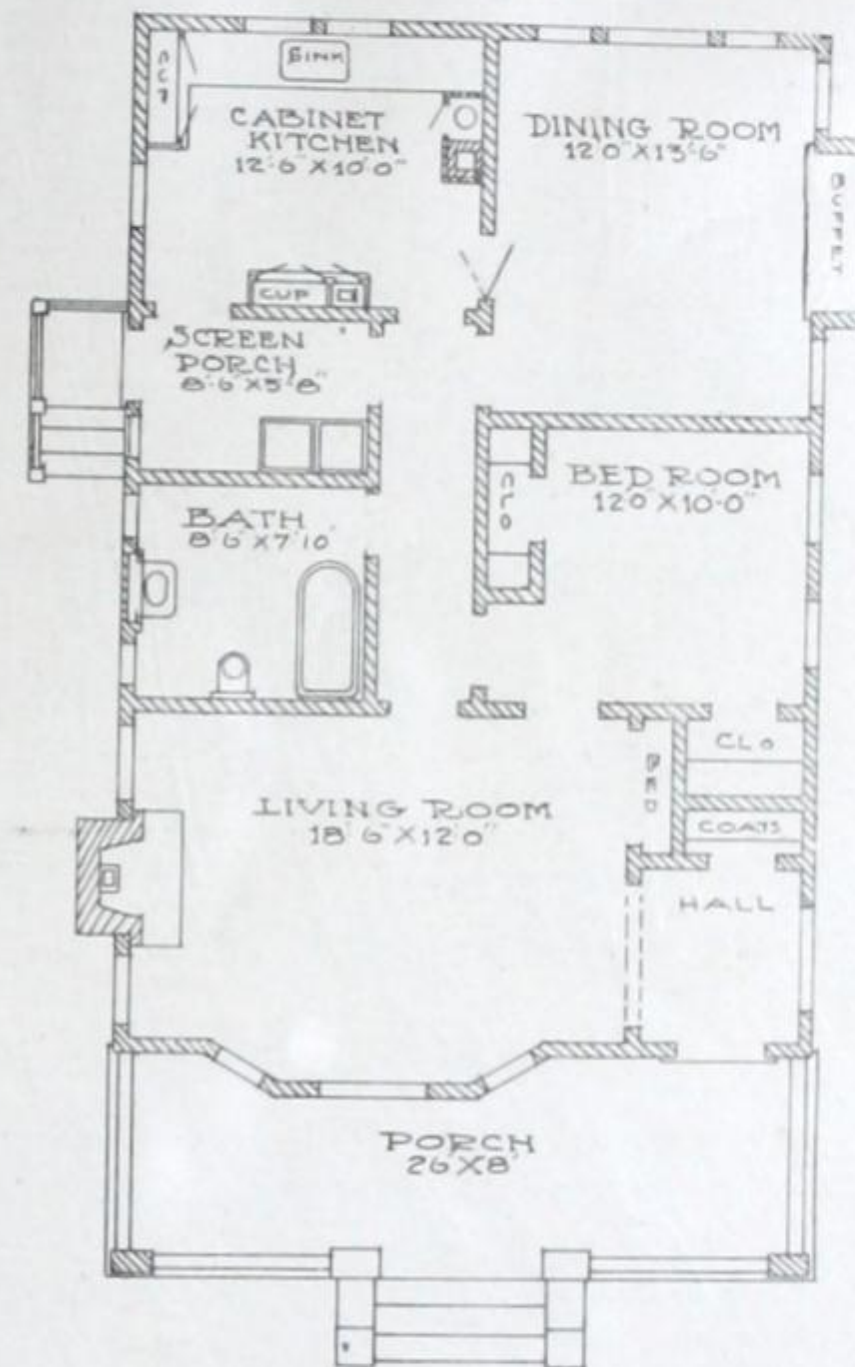 SINK
CUP
CABINET
KITCHEN
12'-6" X 10'-0"
DINING ROOM
12'0" X 13'-6"
BUFFET
CUP
SCREEN
PORCH
8'-6" X 5'-8"
BED ROOM
12'0" X 10'-0"
CLO
BATH
8'6" X 7'10"
CLO
BED
LIVING ROOM
18'6" X 12'0"
COATS
HALL
PORCH
26' X 8'